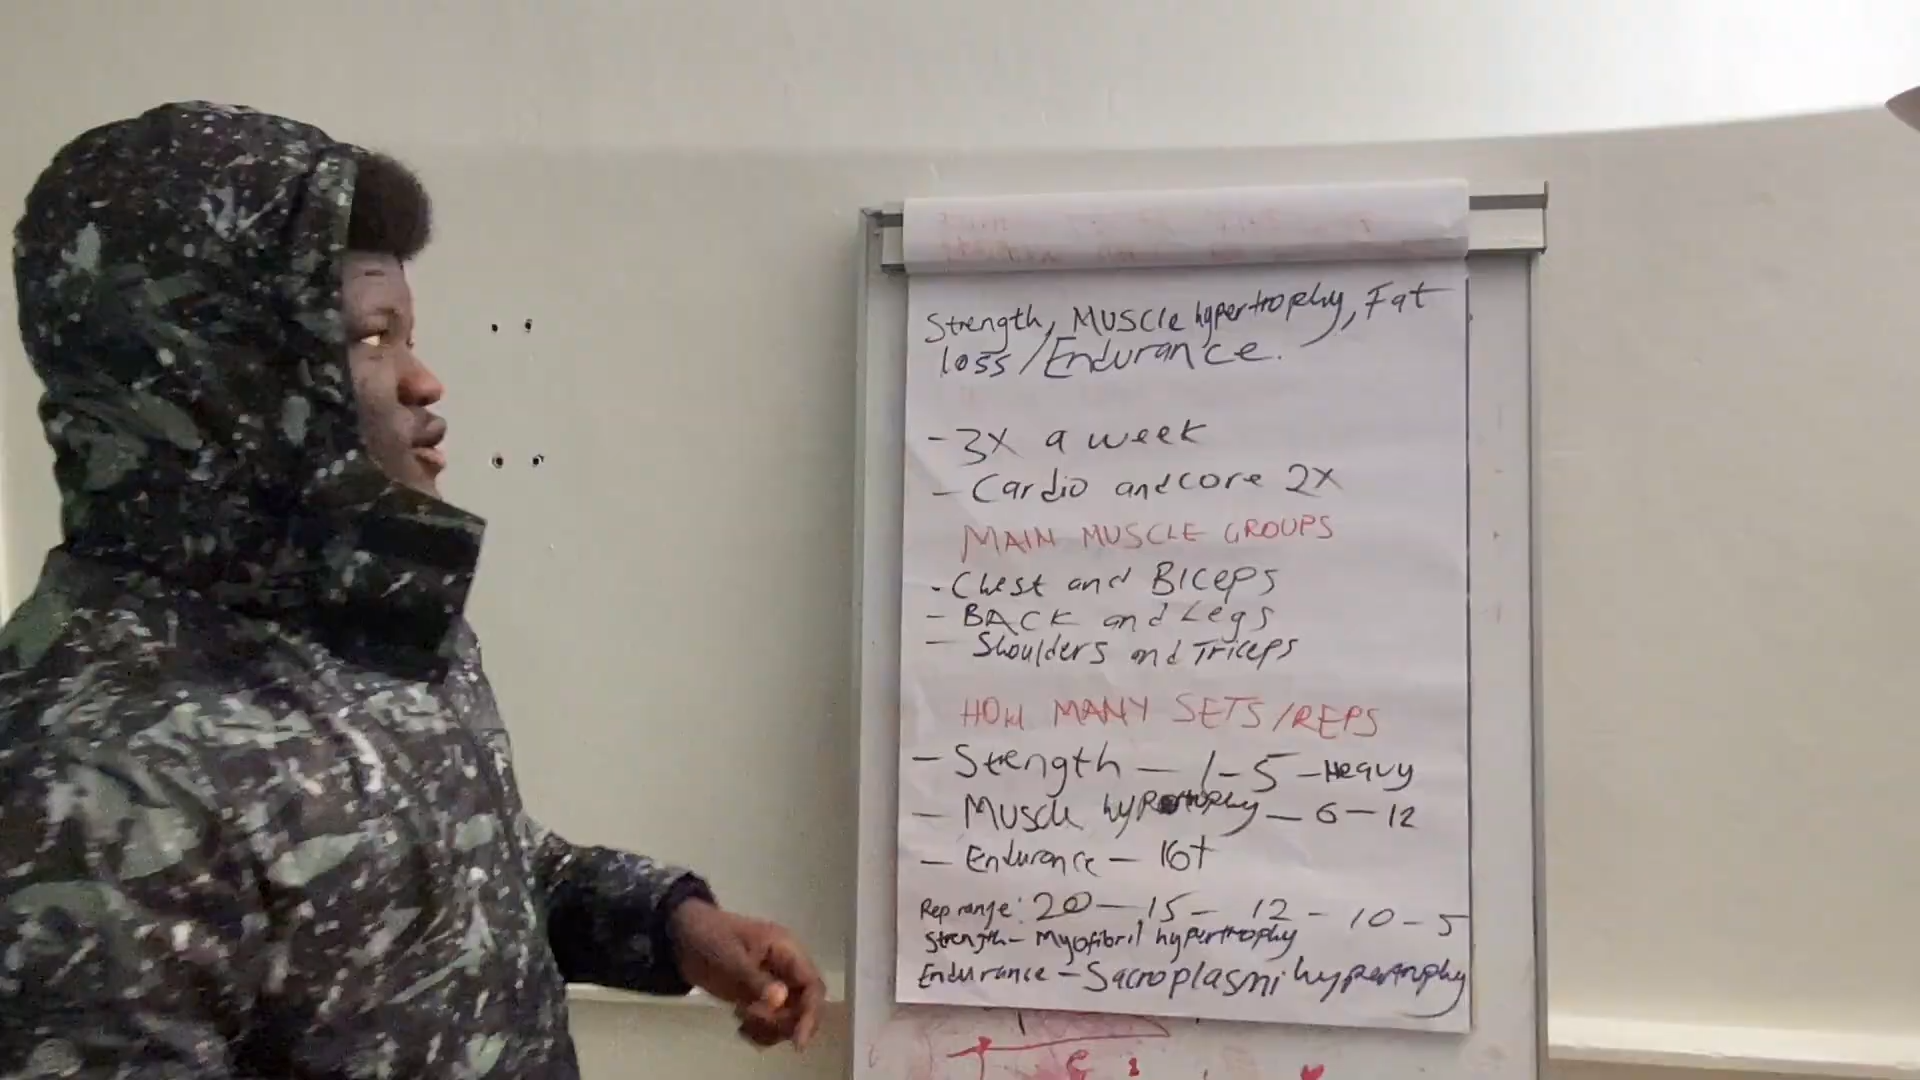 Strength, Muscle hypertrophy, Fat
loss/Endurance.
- 3X a week
- Cardio and core 2X
MAIN MUSCLE GROUPS
- Chest and Biceps
- BACK and Legs
- Shoulders and Triceps
HOW MANY SETS/REPS
- Strength - 1-5 - Heavy
- Muscle hypertrophy - 6-12
- Endurance - 16+
Rep range: 20 - 15 - 12 - 10 - 5
Strength - Myofibril hypertrophy
Endurance - Sacroplasmi hypertrophy